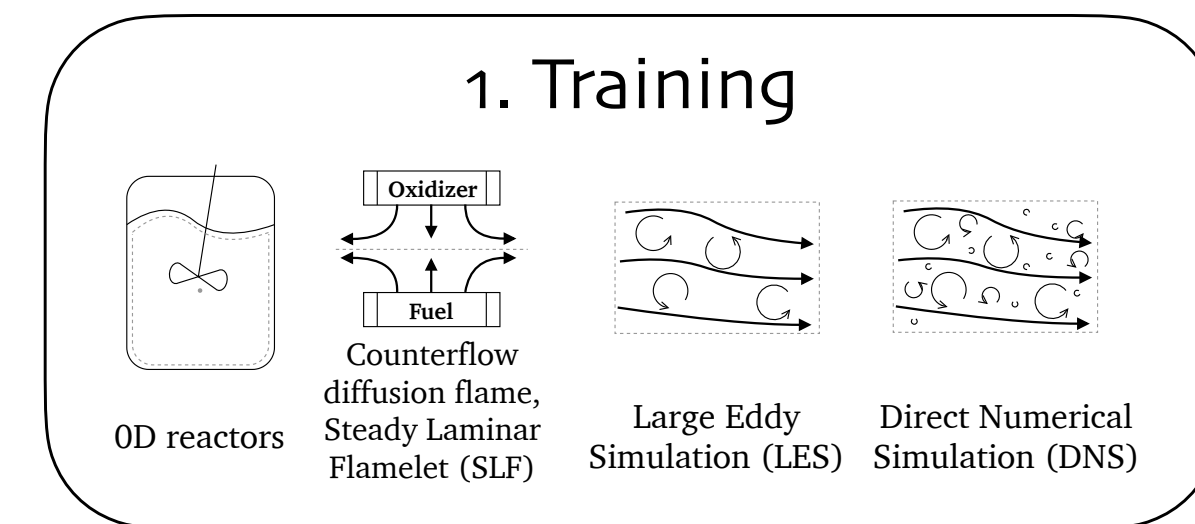 1. Training
Oxidizer
Fuel
0D reactors
Counterflow
diffusion flame,
Steady Laminar
Flamelet (SLF)
Large Eddy
Simulation (LES)
Direct Numerical
Simulation (DNS)